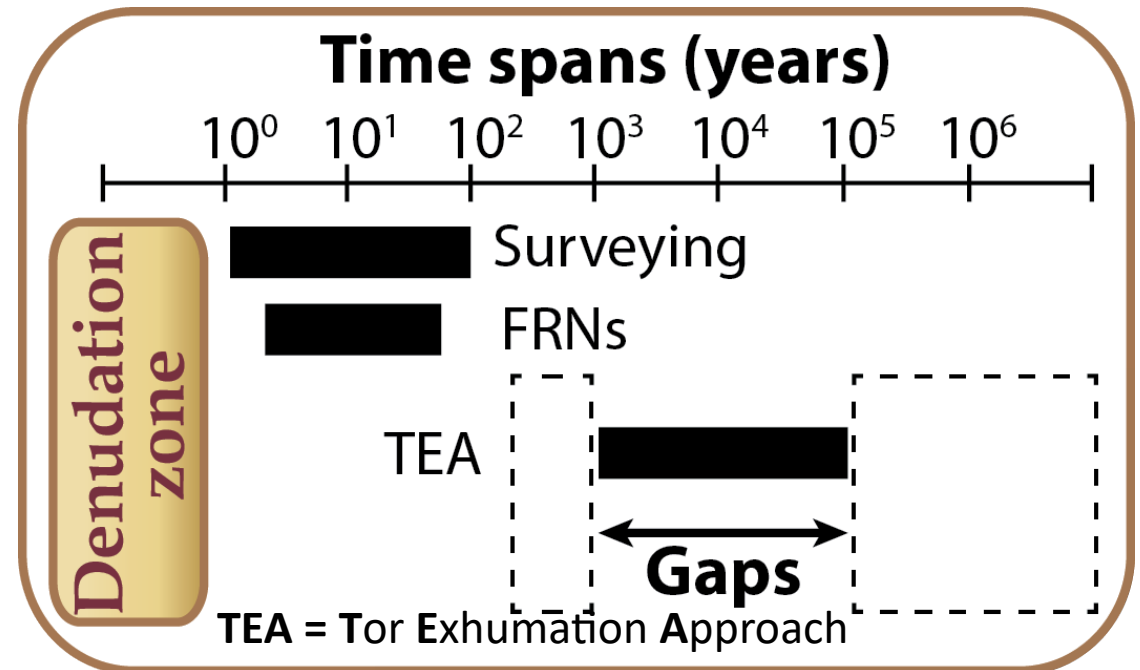 Time spans (years)
10⁰ 10¹ 10² 10³ 10⁴ 10⁵ 10⁶
Denudation
zone
Surveying
FRNs
TEA
Gaps
TEA = Tor Exhumation Approach